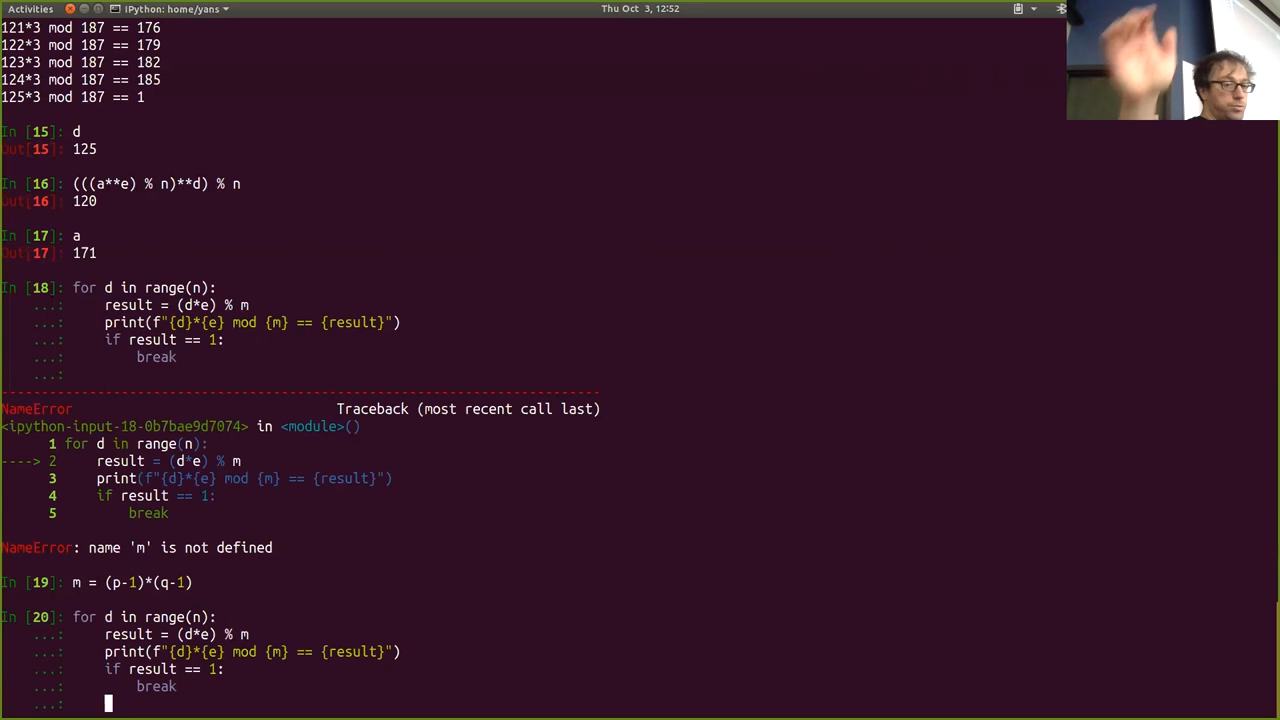 Activities IPython: home/yans Thu Oct 3, 12:52
121*3 mod 187 == 176
122*3 mod 187 == 179
123*3 mod 187 == 182
124*3 mod 187 == 185
125*3 mod 187 == 1
In [15]: d
Out[15]: 125
In [16]: (((a**e) % n)**d) % n
Out[16]: 120
In [17]: a
Out[17]: 171
In [18]: for d in range(n):
...: result = (d*e) % m
...: print(f"{d}*{e} mod {m} == {result}")
...: if result == 1:
...: break
...:
---------------------------------------------------------------------------
NameError Traceback (most recent call last)
<ipython-input-18-0b7bae9d7074> in <module>()
1 for d in range(n):
----> 2 result = (d*e) % m
3 print(f"{d}*{e} mod {m} == {result}")
4 if result == 1:
5 break
NameError: name 'm' is not defined
In [19]: m = (p-1)*(q-1)
In [20]: for d in range(n):
...: result = (d*e) % m
...: print(f"{d}*{e} mod {m} == {result}")
...: if result == 1:
...: break
...: